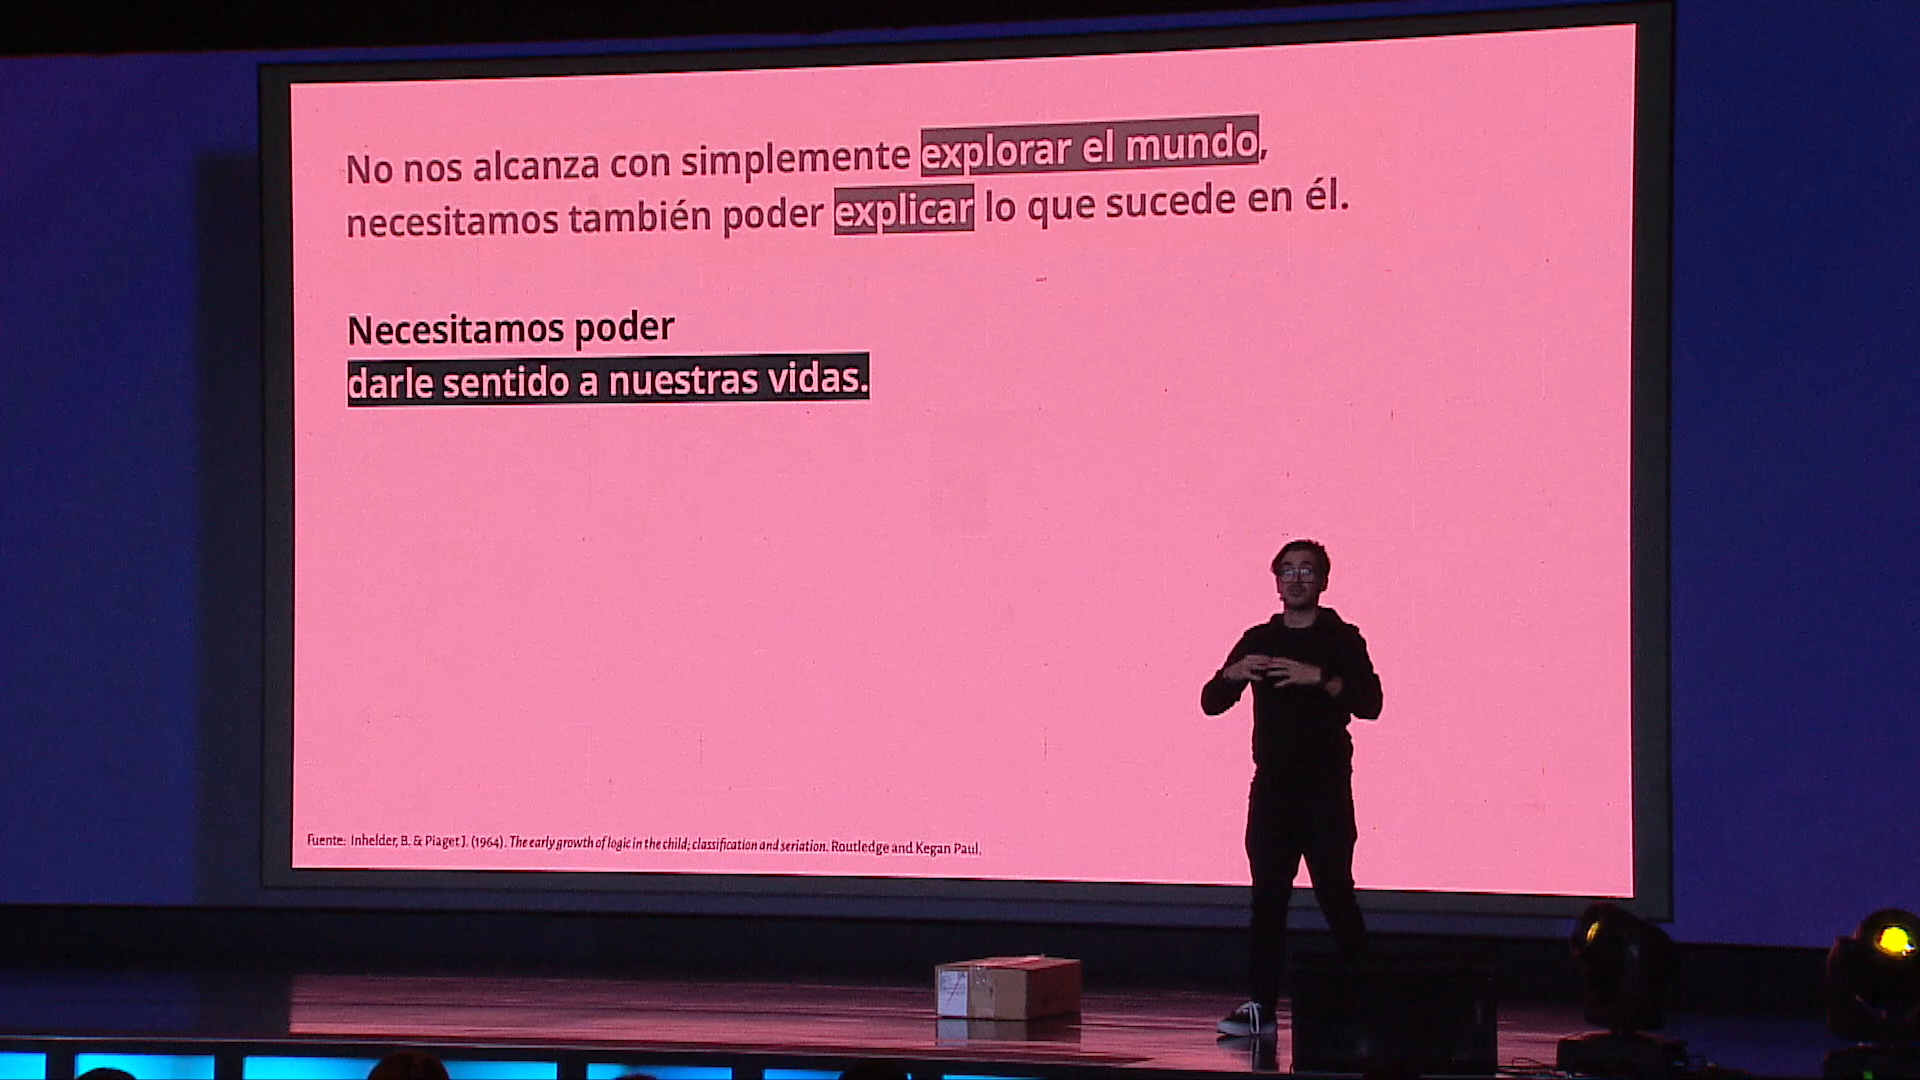 No nos alcanza con simplemente explorar el mundo,
necesitamos también poder explicar lo que sucede en él.
Necesitamos poder
darle sentido a nuestras vidas.
Fuente: Inhelder, B. & Piaget J. (1964). The early growth of logic in the child; classification and seriation. Routledge and Kegan Paul.